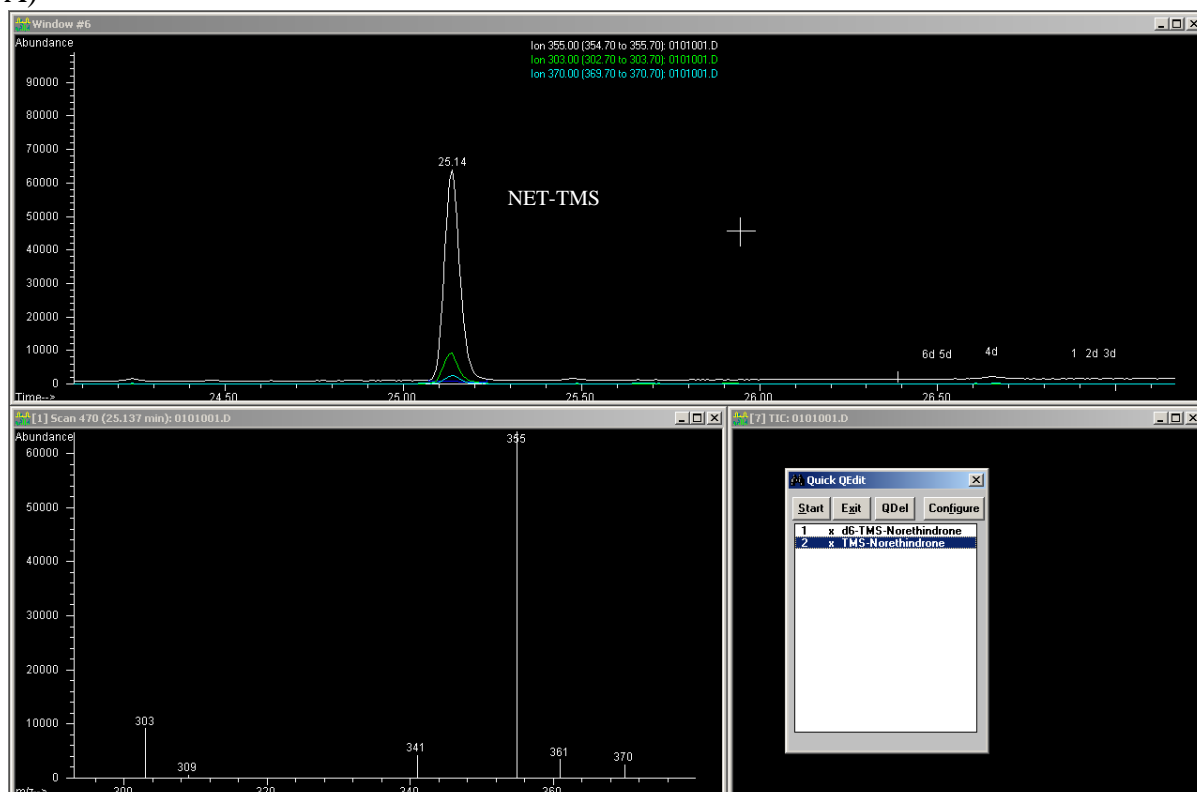 A)
Window #6
Abundance
Ion 355.00 (354.70 to 355.70): 0101001.D
Ion 303.00 (302.70 to 303.70): 0101001.D
Ion 370.00 (369.70 to 370.70): 0101001.D
90000
80000
70000
60000
50000
40000
30000
20000
10000
0
25.14
NET-TMS
6d 5d
4d
1 2d 3d
Time-->
24.50
25.00
25.50
26.00
26.50
[1] Scan 470 (25.137 min): 0101001.D
Abundance
60000
50000
40000
30000
20000
10000
0
355
303
309
341
361
370
m/z-->
300
320
340
360
[7] TIC: 0101001.D
Quick QEdit
Start Exit QDel Configure
1 x d6-TMS-Norethindrone
2 x TMS-Norethindrone